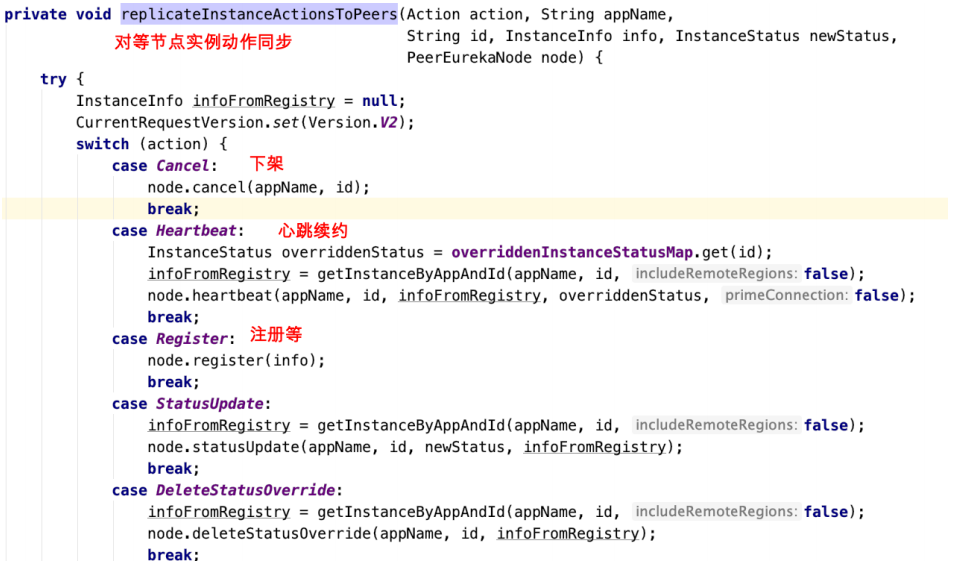 private void replicateInstanceActionsToPeers(Action action, String appName,
对等节点实例动作同步 String id, InstanceInfo info, InstanceStatus newStatus,
PeerEurekaNode node) {
try {
InstanceInfo infoFromRegistry = null;
CurrentRequestVersion.set(Version.V2);
switch (action) {
case Cancel: 下架
node.cancel(appName, id);
break;
case Heartbeat: 心跳续约
InstanceStatus overriddenStatus = overriddenInstanceStatusMap.get(id);
infoFromRegistry = getInstanceByAppAndId(appName, id, includeRemoteRegions: false);
node.heartbeat(appName, id, infoFromRegistry, overriddenStatus, primeConnection: false);
break;
case Register: 注册等
node.register(info);
break;
case StatusUpdate:
infoFromRegistry = getInstanceByAppAndId(appName, id, includeRemoteRegions: false);
node.statusUpdate(appName, id, newStatus, infoFromRegistry);
break;
case DeleteStatusOverride:
infoFromRegistry = getInstanceByAppAndId(appName, id, includeRemoteRegions: false);
node.deleteStatusOverride(appName, id, infoFromRegistry);
break;